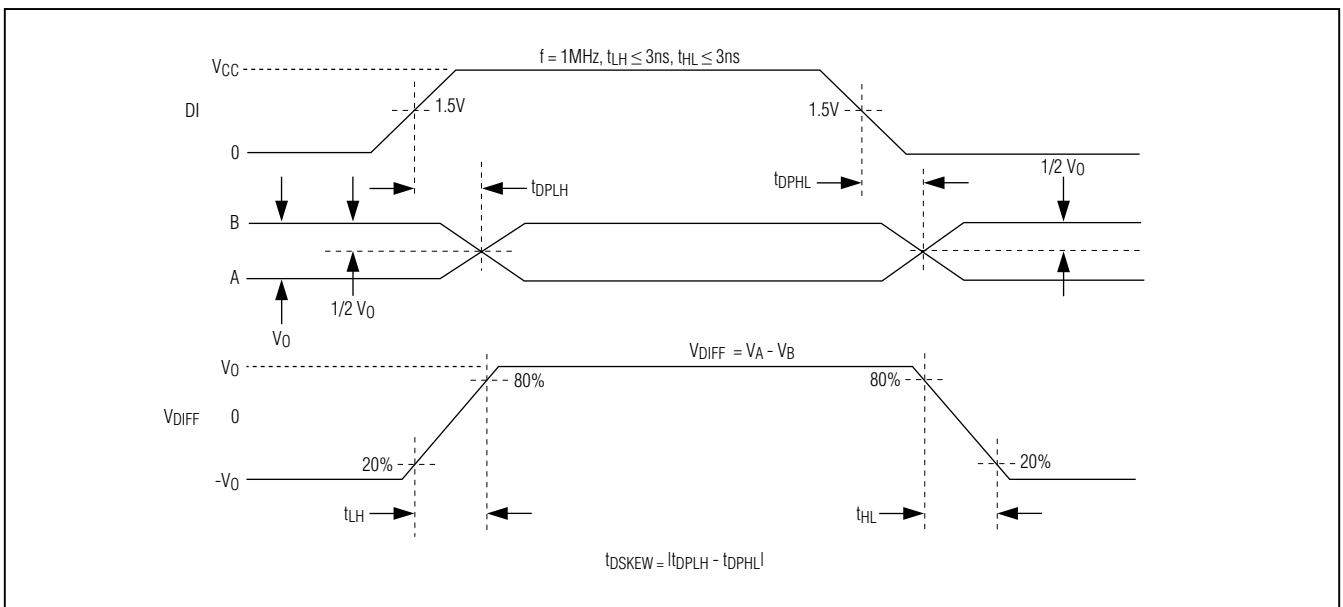 f = 1MHz, tLH ≤ 3ns, tHL ≤ 3ns
VCC
DI
1.5V
1.5V
0
1/2 VO
tDPLH
tDPHL
B
A
1/2 VO
VO
VDIFF = VA - VB
VO
80%
80%
VDIFF 0
20%
20%
-VO
tLH
tHL
tDSKEW = |tDPLH - tDPHL|